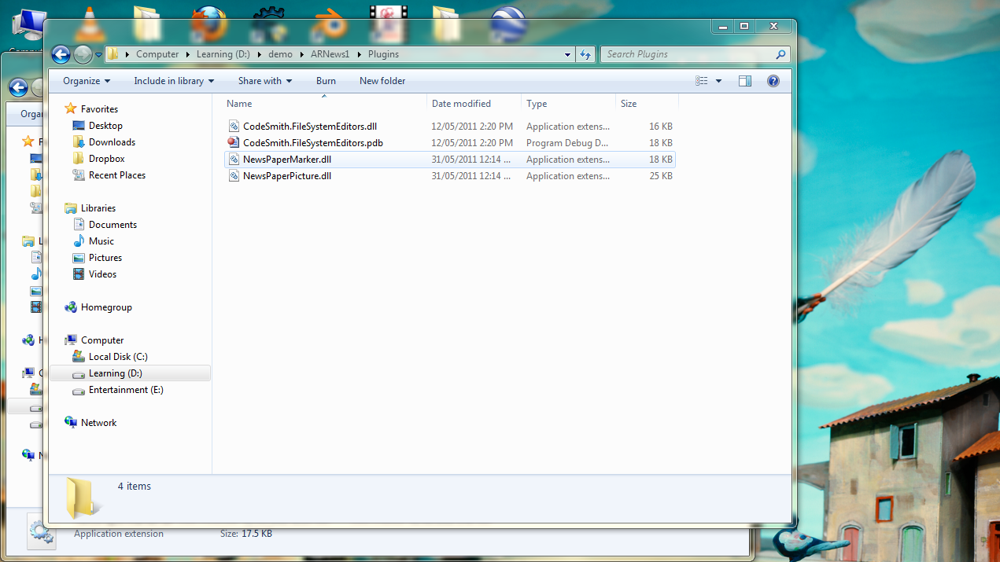 Computer Learning (D:) demo ARNews1 Plugins Search Plugins
Organize Include in library Share with Burn New folder
Name Date modified Type Size
Favorites
Desktop
Downloads
Dropbox
Recent Places
Libraries
Documents
Music
Pictures
Videos
Homegroup
Computer
Local Disk (C:)
Learning (D:)
Entertainment (E:)
Network
CodeSmith.FileSystemEditors.dll 12/05/2011 2:20 PM Application extens... 16 KB
CodeSmith.FileSystemEditors.pdb 12/05/2011 2:20 PM Program Debug D... 18 KB
NewsPaperMarker.dll 31/05/2011 12:14 ... Application extens... 18 KB
NewsPaperPicture.dll 31/05/2011 12:14 ... Application extens... 25 KB
4 items
Application extension Size: 17.5 KB